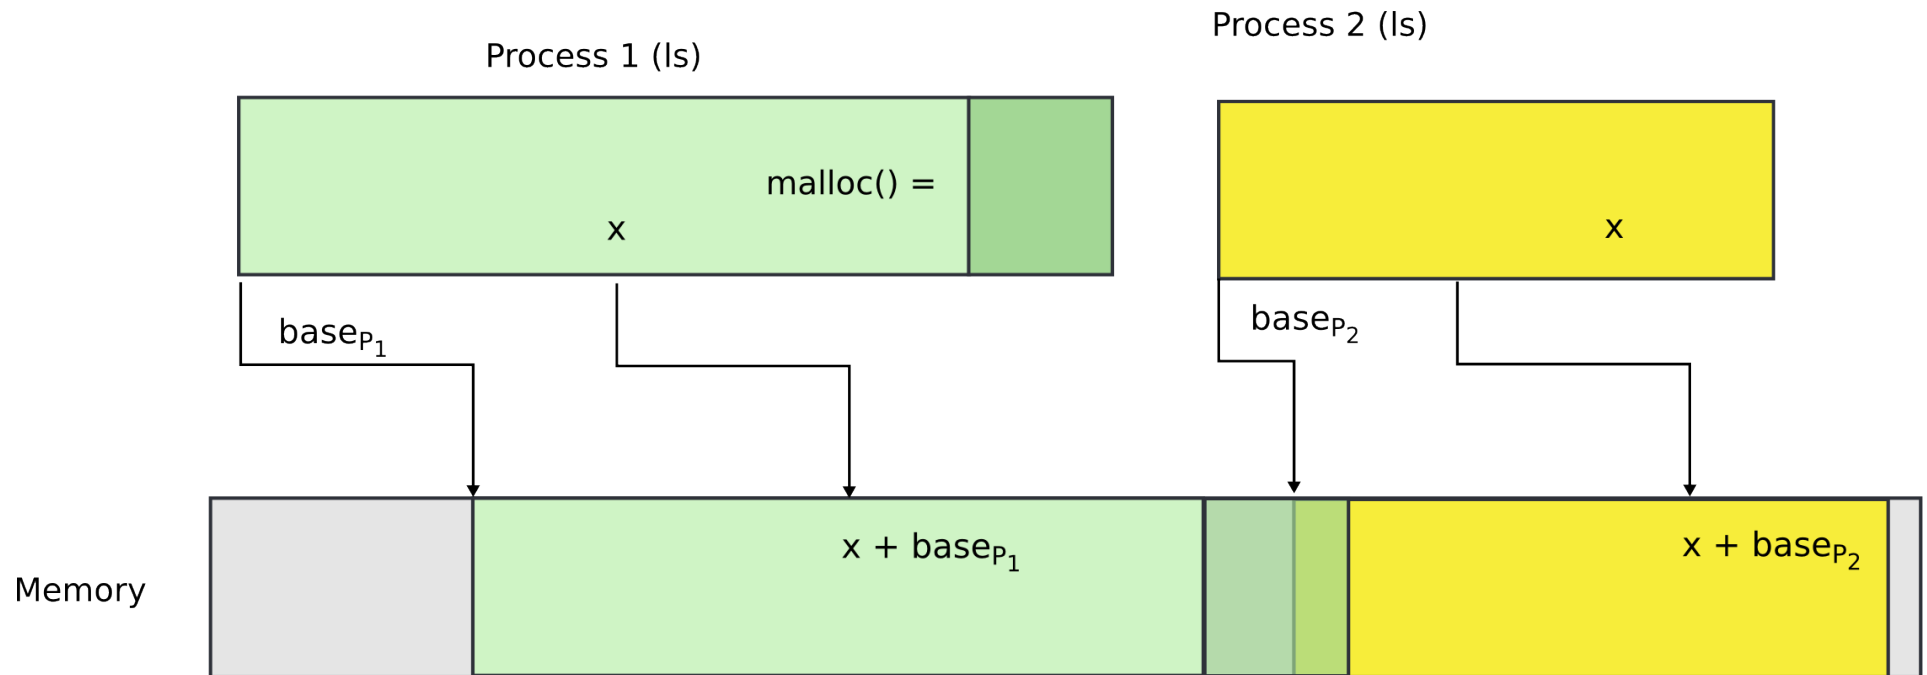 Process 1 (ls)
Process 2 (ls)
malloc() =
x
x
baseP1
baseP2
x + baseP1
x + baseP2
Memory